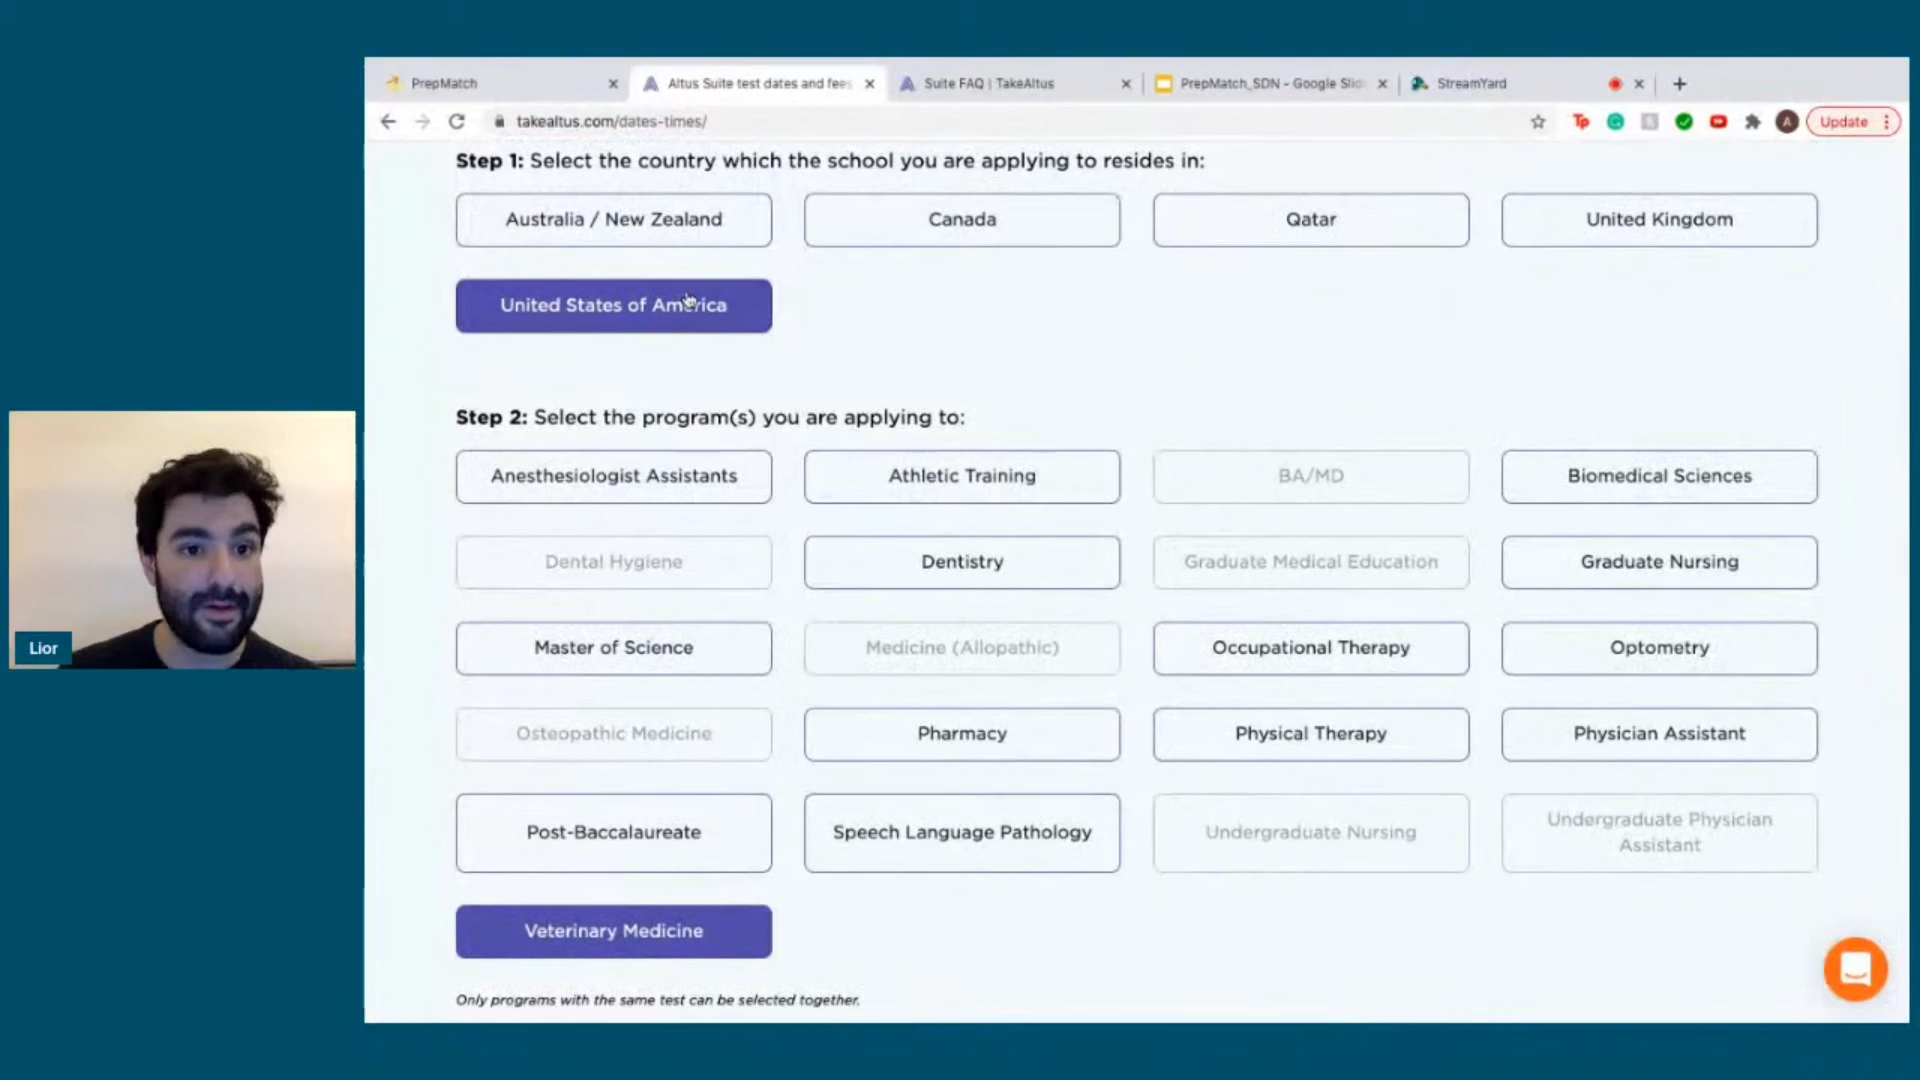 PrepMatch
Altus Suite test dates and fees
Suite FAQ | TakeAltus
PrepMatch_SDN - Google Slid
StreamYard
takealtus.com/dates-times/
Tp
A
Update
Step 1: Select the country which the school you are applying to resides in:
Australia / New Zealand
Canada
Qatar
United Kingdom
United States of America
Step 2: Select the program(s) you are applying to:
Anesthesiologist Assistants
Athletic Training
BA/MD
Biomedical Sciences
Dental Hygiene
Dentistry
Graduate Medical Education
Graduate Nursing
Master of Science
Medicine (Allopathic)
Occupational Therapy
Optometry
Osteopathic Medicine
Pharmacy
Physical Therapy
Physician Assistant
Post-Baccalaureate
Speech Language Pathology
Undergraduate Nursing
Undergraduate Physician
Assistant
Veterinary Medicine
Only programs with the same test can be selected together.
Lior